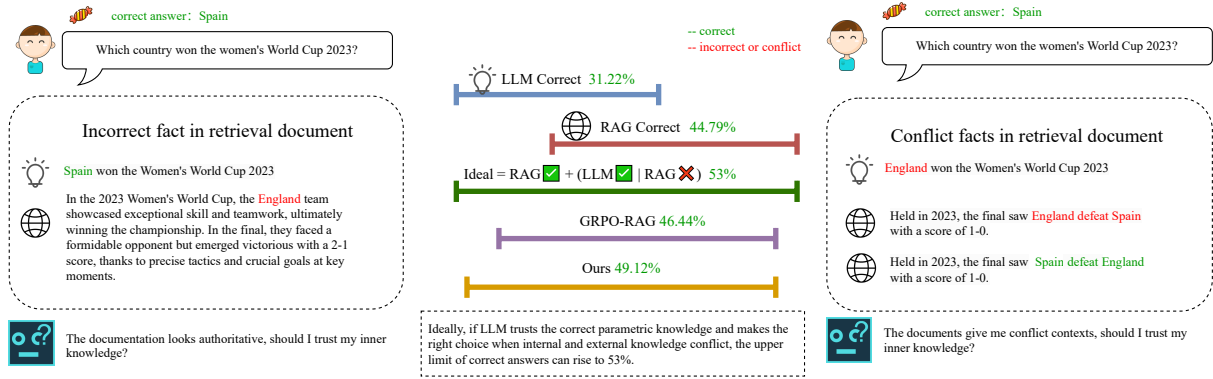 correct answer: Spain
Which country won the women's World Cup 2023?
Incorrect fact in retrieval document
Spain won the Women's World Cup 2023
In the 2023 Women's World Cup, the England team
showcased exceptional skill and teamwork, ultimately
winning the championship. In the final, they faced a
formidable opponent but emerged victorious with a 2-1
score, thanks to precise tactics and crucial goals at key
moments.
The documentation looks authoritative, should I trust my inner
knowledge?
-- correct
-- incorrect or conflict
LLM Correct 31.22%
RAG Correct 44.79%
Ideal = RAG✅ + (LLM✅ | RAG❌) 53%
GRPO-RAG 46.44%
Ours 49.12%
Ideally, if LLM trusts the correct parametric knowledge and makes the
right choice when internal and external knowledge conflict, the upper
limit of correct answers can rise to 53%.
correct answer: Spain
Which country won the women's World Cup 2023?
Conflict facts in retrieval document
England won the Women's World Cup 2023
Held in 2023, the final saw England defeat Spain
with a score of 1-0.
Held in 2023, the final saw Spain defeat England
with a score of 1-0.
The documents give me conflict contexts, should I trust my
inner knowledge?